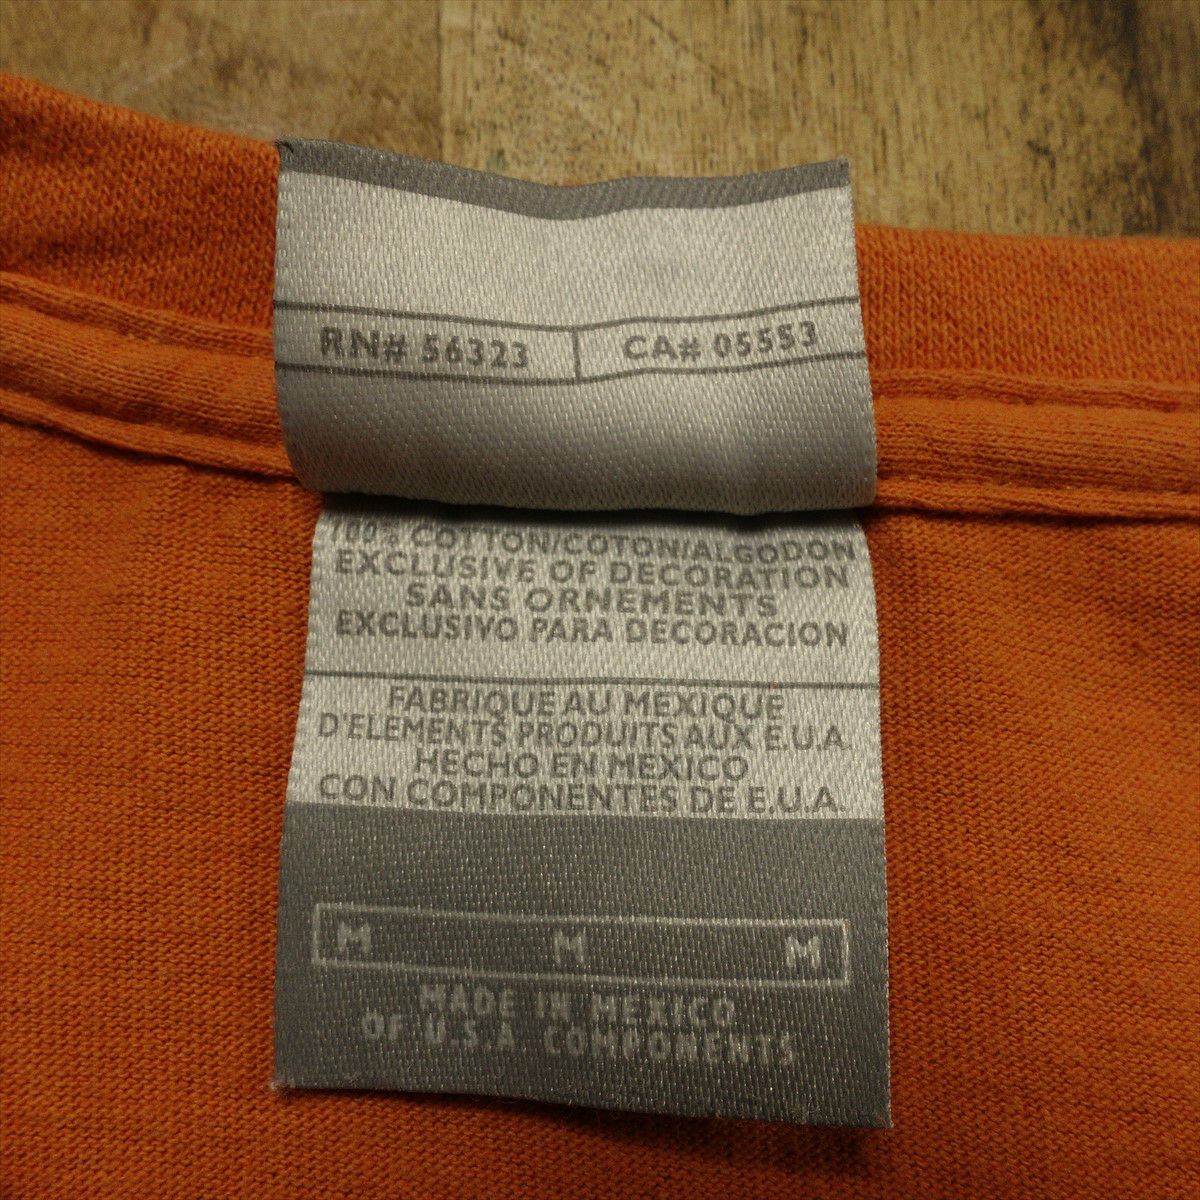 RN# 56323 CA# 05553
100% COTTON/COTON/ALGODON
EXCLUSIVE OF DECORATION
SANS ORNEMENTS
EXCLUSIVO PARA DECORACION
FABRIQUE AU MEXIQUE
D'ELEMENTS PRODUITS AUX E.U.A.
HECHO EN MEXICO
CON COMPONENTES DE E.U.A.
M M M
MADE IN MEXICO
OF U.S.A. COMPONENTS